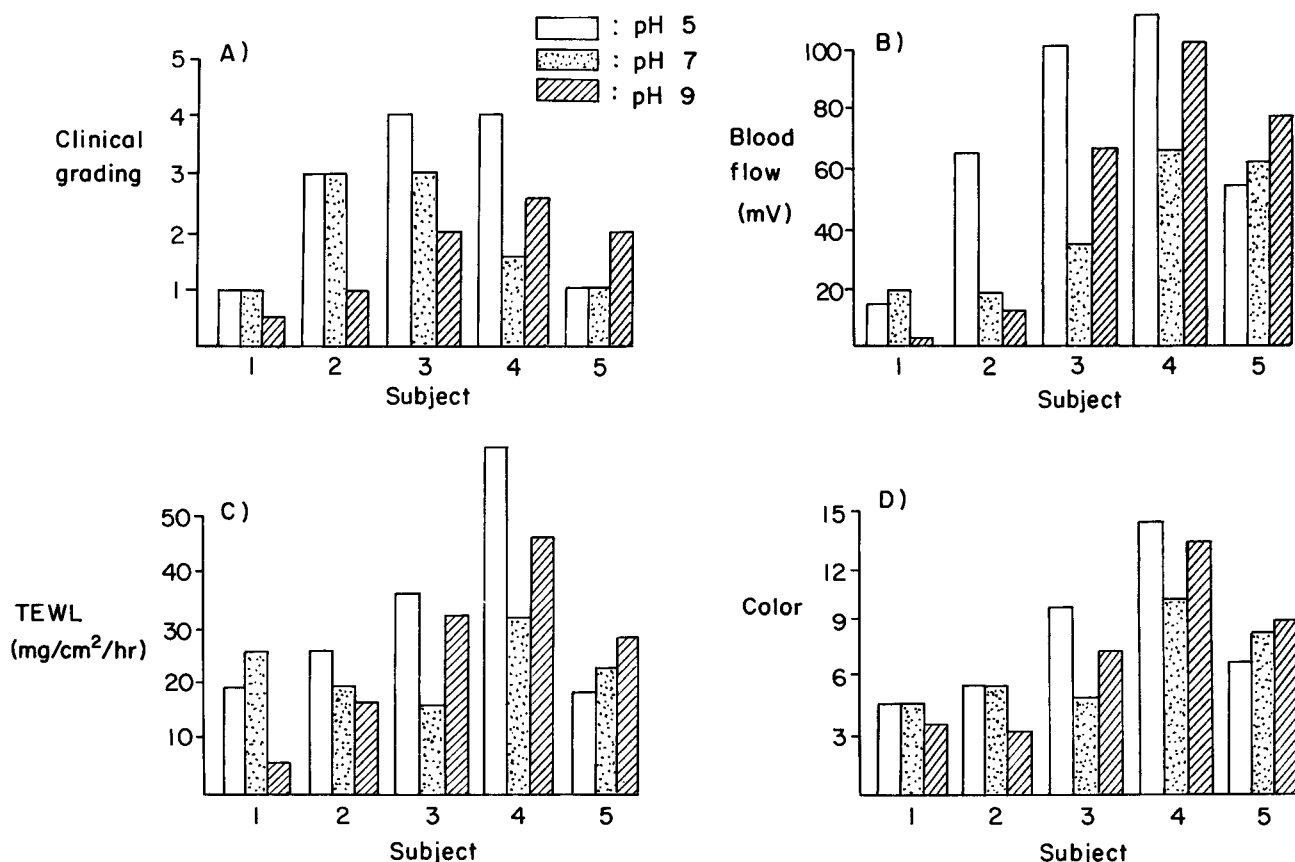 : pH 5
: pH 7
: pH 9
A)
5
4
3
2
1
Clinical
grading
1 2 3 4 5
Subject
B)
100
80
60
40
20
Blood
flow
(mV)
1 2 3 4 5
Subject
C)
50
40
30
20
10
TEWL
(mg/cm²/hr)
1 2 3 4 5
Subject
D)
15
12
9
6
3
Color
1 2 3 4 5
Subject